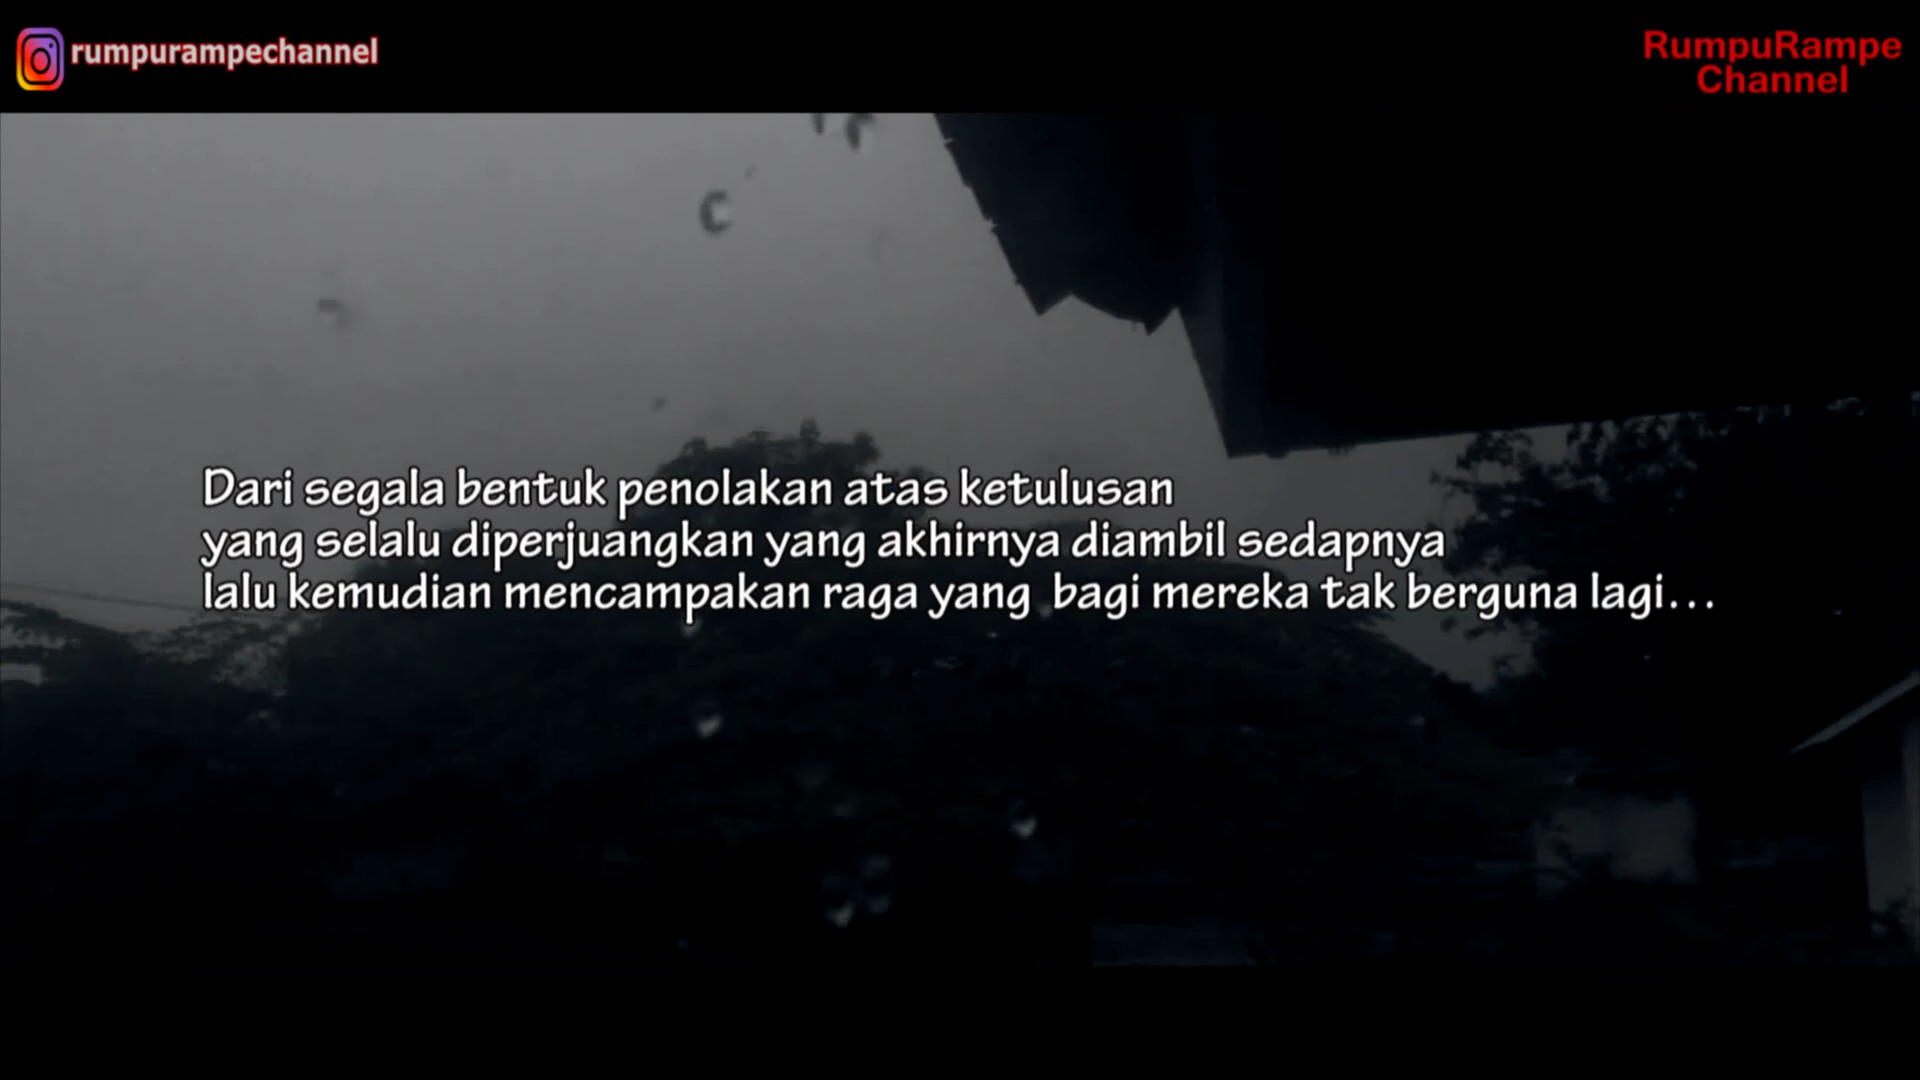 rumpurampechannel
RumpuRampe
Channel
Dari segala bentuk penolakan atas ketulusan
yang selalu diperjuangkan yang akhirnya diambil sedapnya
lalu kemudian mencampakan raga yang  bagi mereka tak berguna lagi...